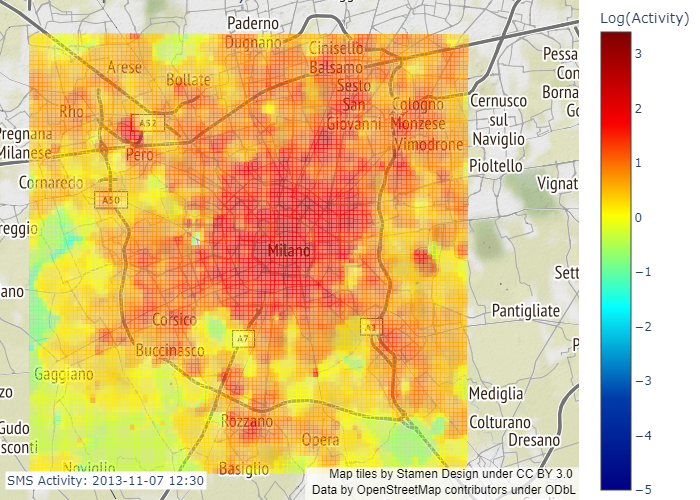 Paderno
Dugnano
Log(Activity)
Cinisello
Balsamo
Arese
Bollate
Sesto
San
Giovanni
Pessa
Con
Borna
Go
Rho
A52
Cologno
Monzese
Cernusco
sul
Naviglio
Pregnana
Milanese
Pero
Vimodrone
Pioltello
Cornaredo
A50
Vignat
reggio
Milano
Sett
ano
Corsico
Pantigliate
A7
A1
Buccinasco
P
Gaggiano
zo
Mediglia
Rozzano
Colturano
Gudo
sconti
Opera
Dresano
Noviglio
Basiglio
SMS Activity: 2013-11-07 12:30
Map tiles by Stamen Design under CC BY 3.0
Data by OpenStreetMap contributors under ODbL
3
2
1
0
−1
−2
−3
−4
−5